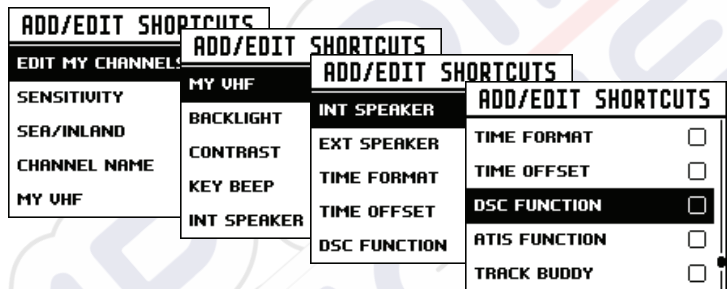 ADD/EDIT SHORTCUTS
EDIT MY CHANNELS
SENSITIVITY
SEA/INLAND
CHANNEL NAME
MY VHF
ADD/EDIT SHORTCUTS
MY VHF
BACKLIGHT
CONTRAST
KEY BEEP
INT SPEAKER
ADD/EDIT SHORTCUTS
INT SPEAKER
EXT SPEAKER
TIME FORMAT
TIME OFFSET
DSC FUNCTION
ADD/EDIT SHORTCUTS
TIME FORMAT
TIME OFFSET
DSC FUNCTION
ATIS FUNCTION
TRACK BUDDY